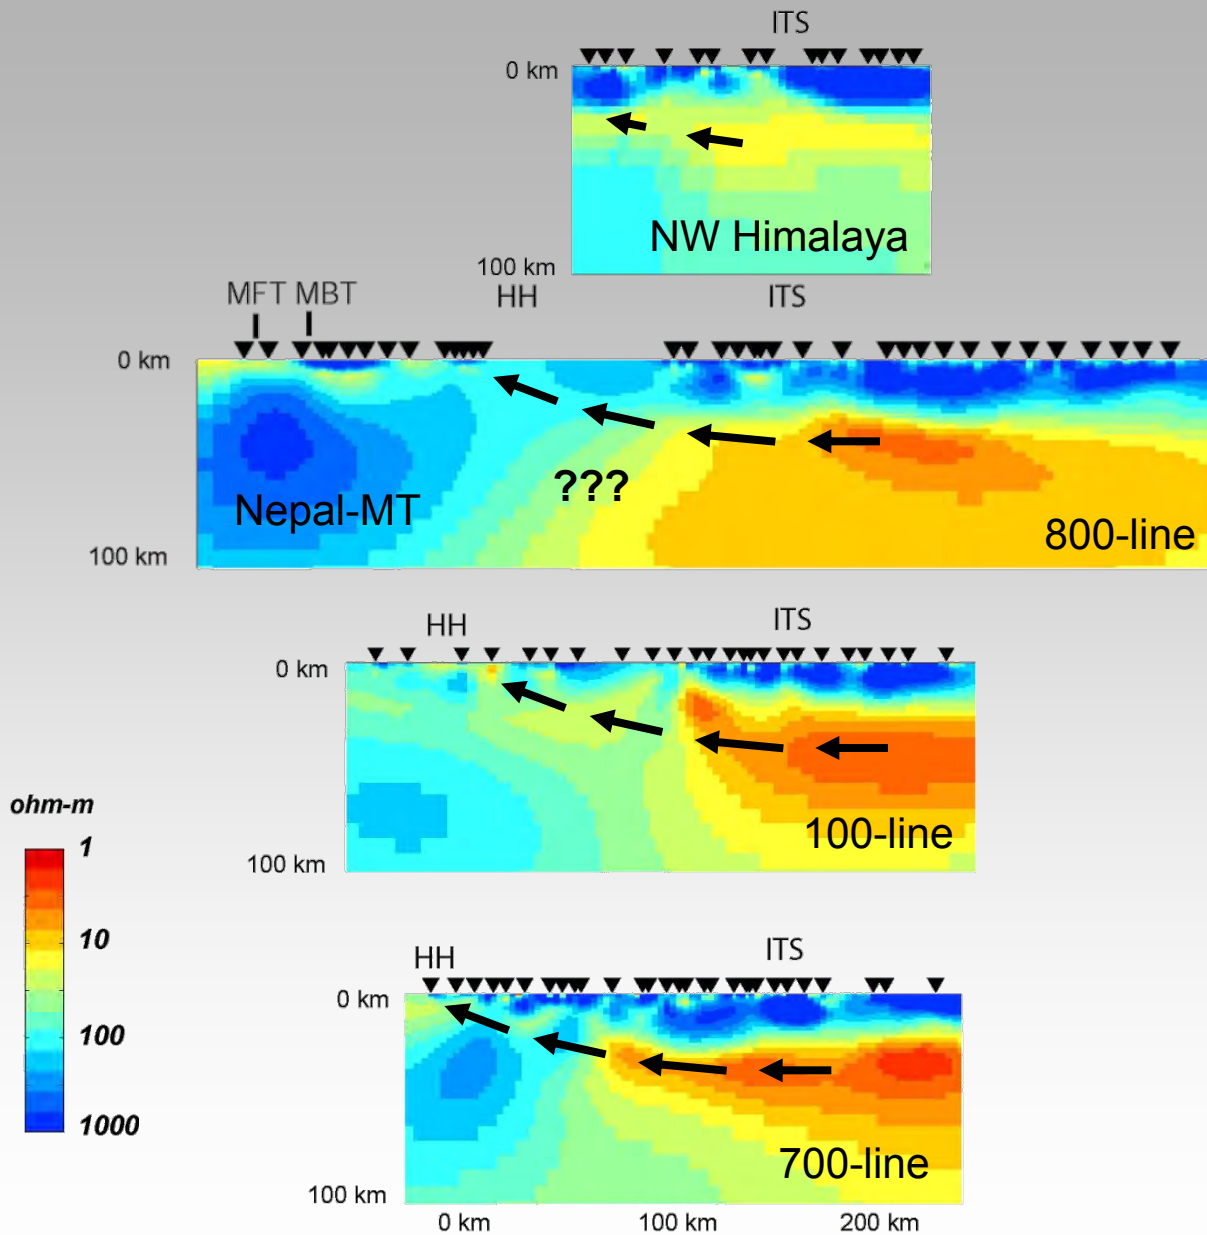 ITS
0 km
NW Himalaya
100 km
MFT MBT
HH
ITS
0 km
???
Nepal-MT
800-line
100 km
HH
ITS
0 km
100-line
100 km
ohm-m
1
10
100
1000
HH
ITS
0 km
700-line
100 km
0 km
100 km
200 km